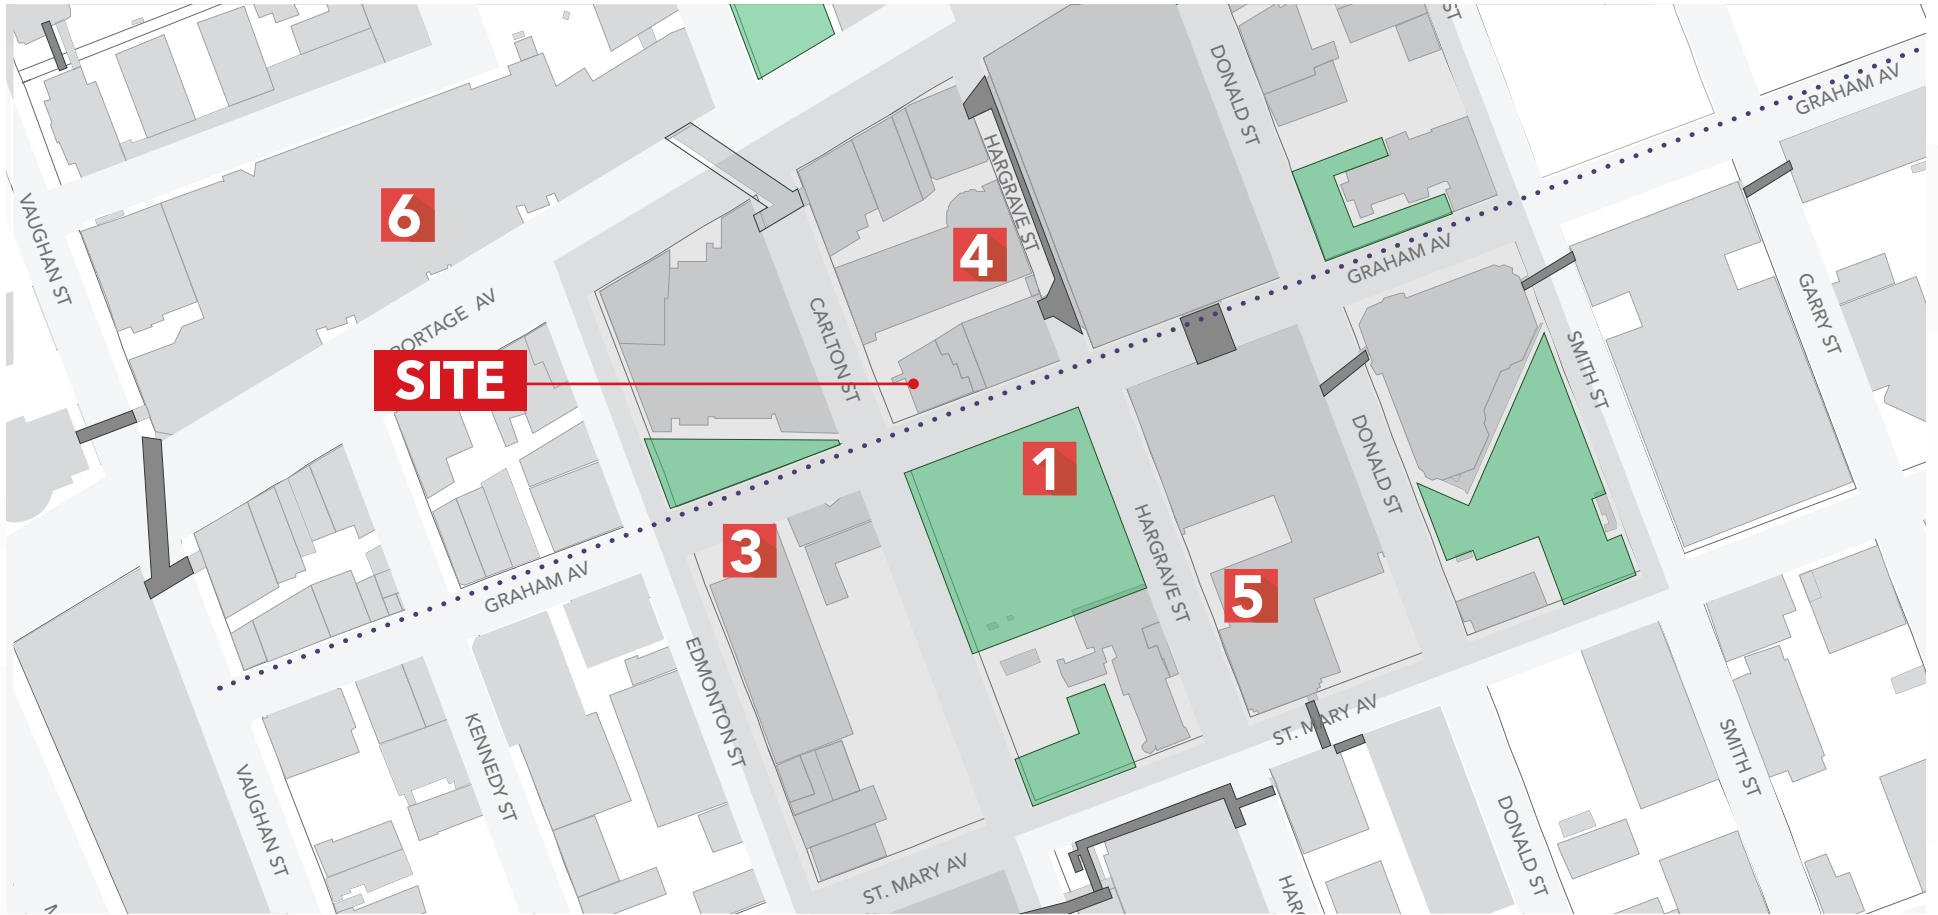 ST
DONALD ST
GRAHAM AV
HARGRAVE ST
VAUGHAN ST
6
4
GRAHAM AV
PORTAGE AV
CARLTON ST
GARRY ST
SMITH ST
SITE
1
DONALD ST
3
HARGRAVE ST
GRAHAM AV
5
EDMONTON ST
ST. MARY AV
KENNEDY ST
SMITH ST
VAUGHAN ST
DONALD ST
ST. MARY AV
HARG